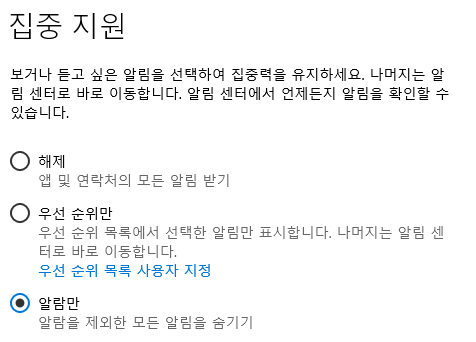 집중 지원
보거나 듣고 싶은 알림을 선택하여 집중력을 유지하세요. 나머지는 알
림 센터로 바로 이동합니다. 알림 센터에서 언제든지 알림을 확인할 수
있습니다.
해제
앱 및 연락처의 모든 알림 받기
우선 순위만
우선 순위 목록에서 선택한 알림만 표시합니다. 나머지는 알림 센
터로 바로 이동합니다.
우선 순위 목록 사용자 지정
알람만
알람을 제외한 모든 알림을 숨기기